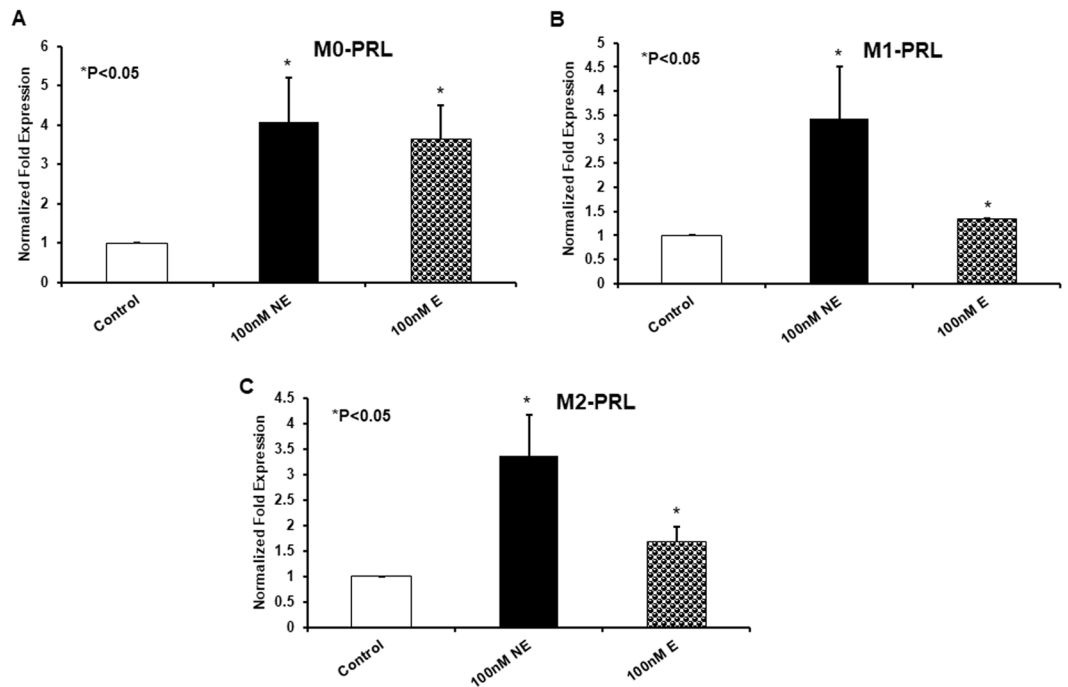 A
M0-PRL
*P<0.05
Normalized Fold Expression
6
5
4
3
2
1
0
*
*
Control
100nM NE
100nM E
B
M1-PRL
*P<0.05
Normalized Fold Expression
5
4.5
4
3.5
3
2.5
2
1.5
1
0.5
0
*
*
Control
100nM NE
100nM E
C
M2-PRL
*P<0.05
Normalized Fold Expression
4.5
4
3.5
3
2.5
2
1.5
1
0.5
0
*
*
Control
100nM NE
100nM E